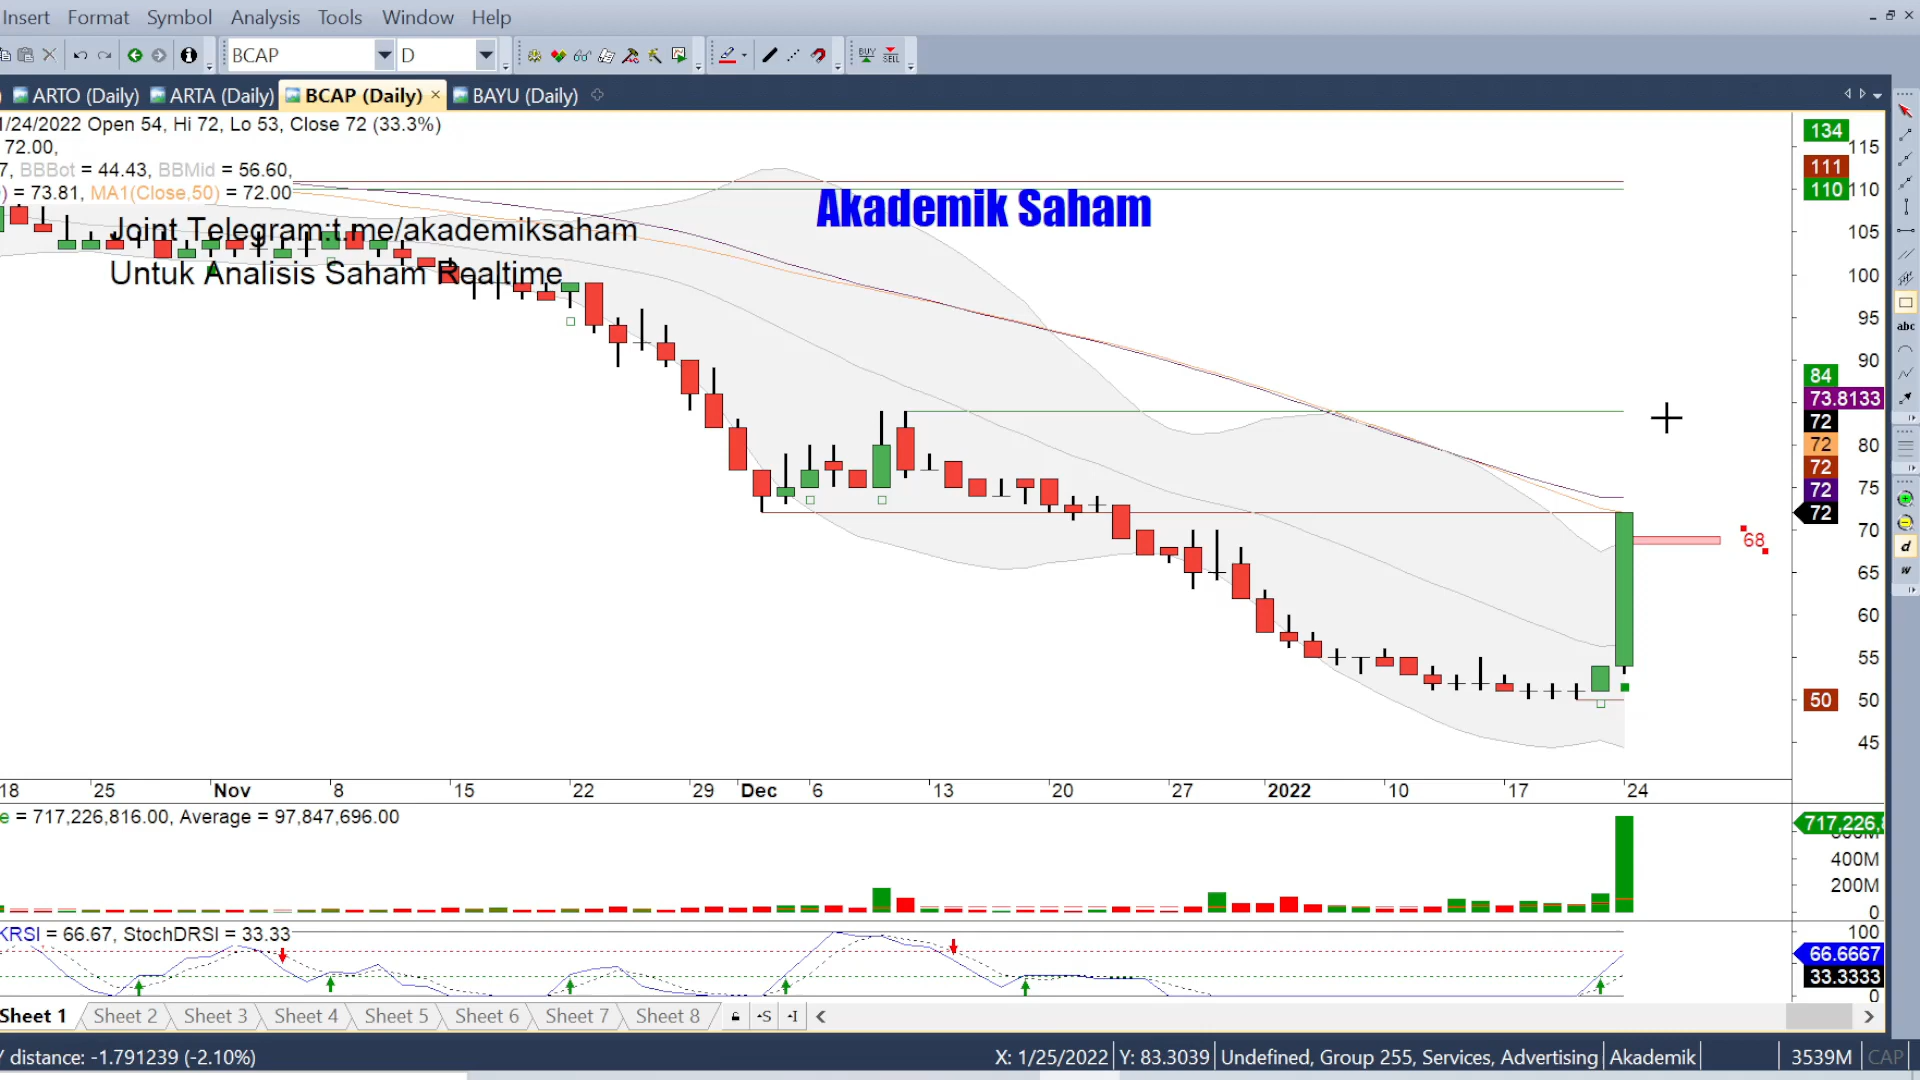 Insert Format Symbol Analysis Tools Window Help
BCAP D BUY SELL
ARTO (Daily) ARTA (Daily) BCAP (Daily) × BAYU (Daily)
1/24/2022 Open 54, Hi 72, Lo 53, Close 72 (33.3%)
72.00,
7, BBBot = 44.43, BBMid = 56.60,
) = 73.81, MA1(Close,50) = 72.00
Akademik Saham
Joint Telegram:t.me/akademiksaham
Untuk Analisis Saham Realtime
134
115
111
110 110
105
100
95
90
84
73.8133
72
80
72
72
75
72
72
70
68
65
60
55
50 50
45
abc
d
w
18 25 Nov 8 15 22 29 Dec 6 13 20 27 2022 10 17 24
e = 717,226,816.00, Average = 97,847,696.00
717,226,
400M
200M
0
KRSI = 66.67, StochDRSI = 33.33
100
66.6667
33.3333
0
Sheet 1 Sheet 2 Sheet 3 Sheet 4 Sheet 5 Sheet 6 Sheet 7 Sheet 8 S I
Y distance: -1.791239 (-2.10%) X: 1/25/2022 Y: 83.3039 Undefined, Group 255, Services, Advertising Akademik 3539M CAP